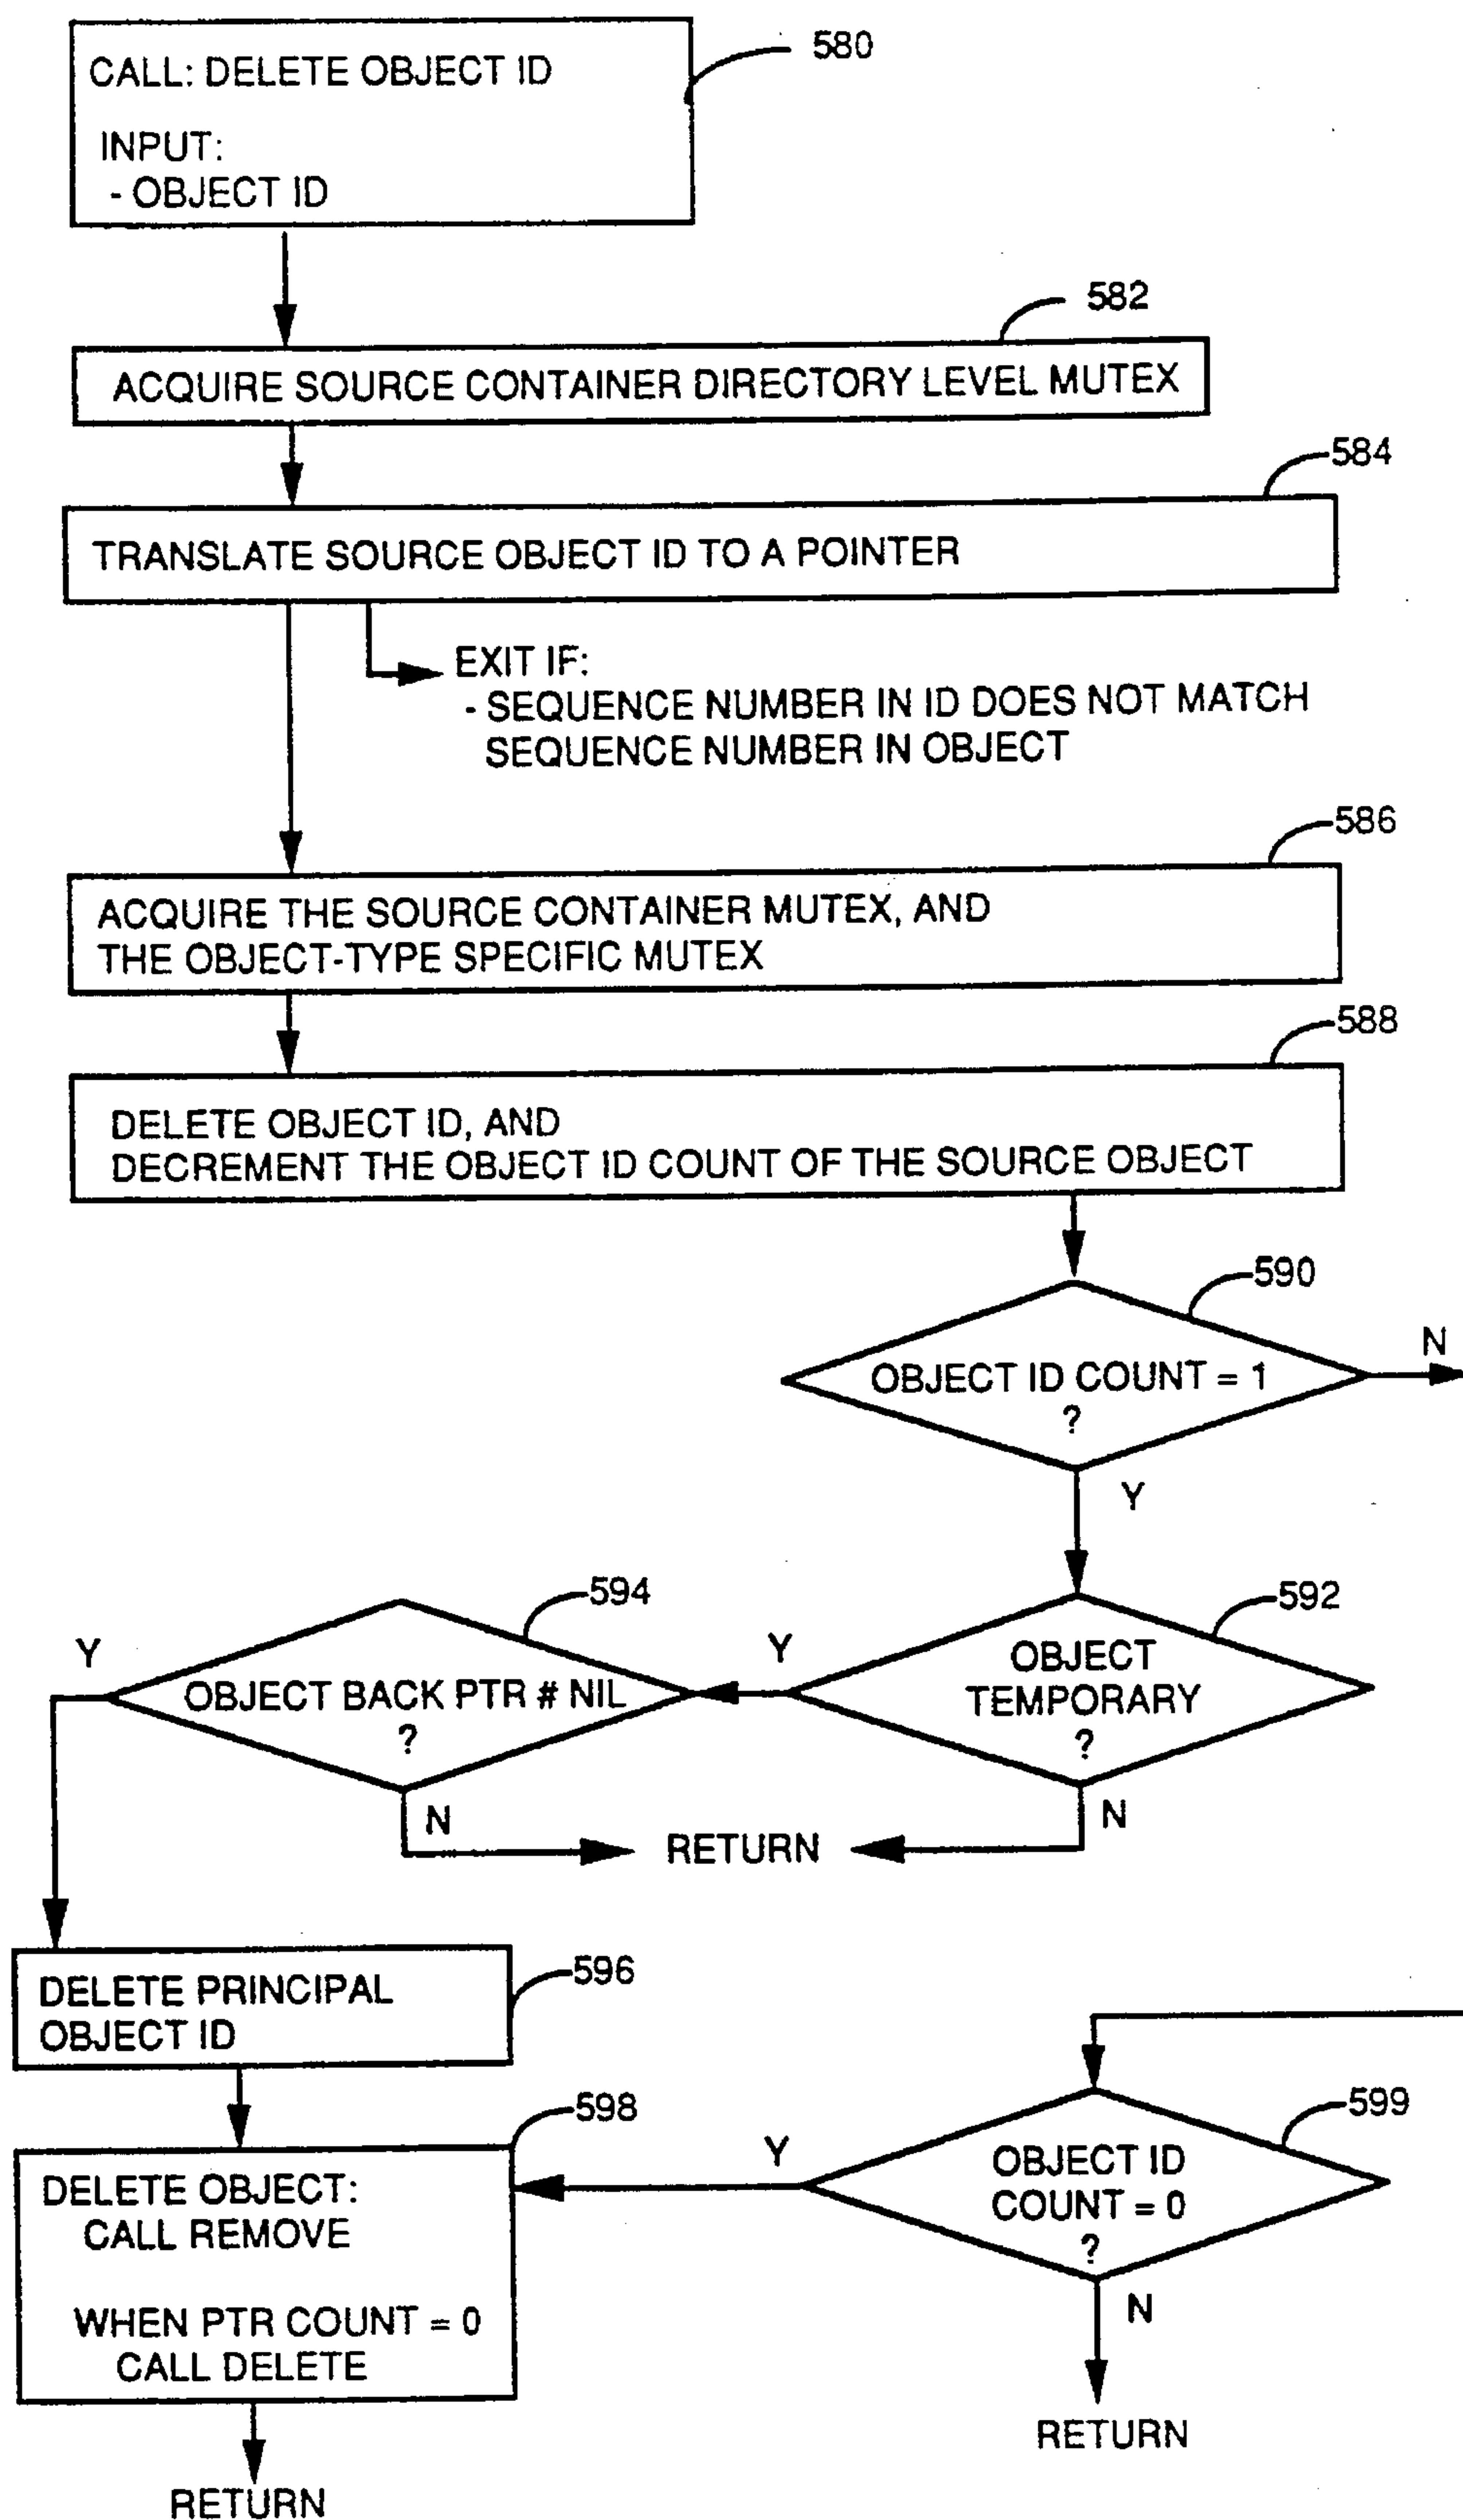 CALL: DELETE OBJECT ID
580
INPUT:
- OBJECT ID
582
ACQUIRE SOURCE CONTAINER DIRECTORY LEVEL MUTEX
584
TRANSLATE SOURCE OBJECT ID TO A POINTER
EXIT IF:
- SEQUENCE NUMBER IN ID DOES NOT MATCH
SEQUENCE NUMBER IN OBJECT
586
ACQUIRE THE SOURCE CONTAINER MUTEX, AND
THE OBJECT-TYPE SPECIFIC MUTEX
588
DELETE OBJECT ID, AND
DECREMENT THE OBJECT ID COUNT OF THE SOURCE OBJECT
590
OBJECT ID COUNT = 1
?
N
Y
592
OBJECT
TEMPORARY
?
Y
N
594
OBJECT BACK PTR # NIL
?
Y
N
RETURN
596
DELETE PRINCIPAL
OBJECT ID
598
DELETE OBJECT:
CALL REMOVE
WHEN PTR COUNT = 0
CALL DELETE
RETURN
599
OBJECT ID
COUNT = 0
?
Y
N
RETURN